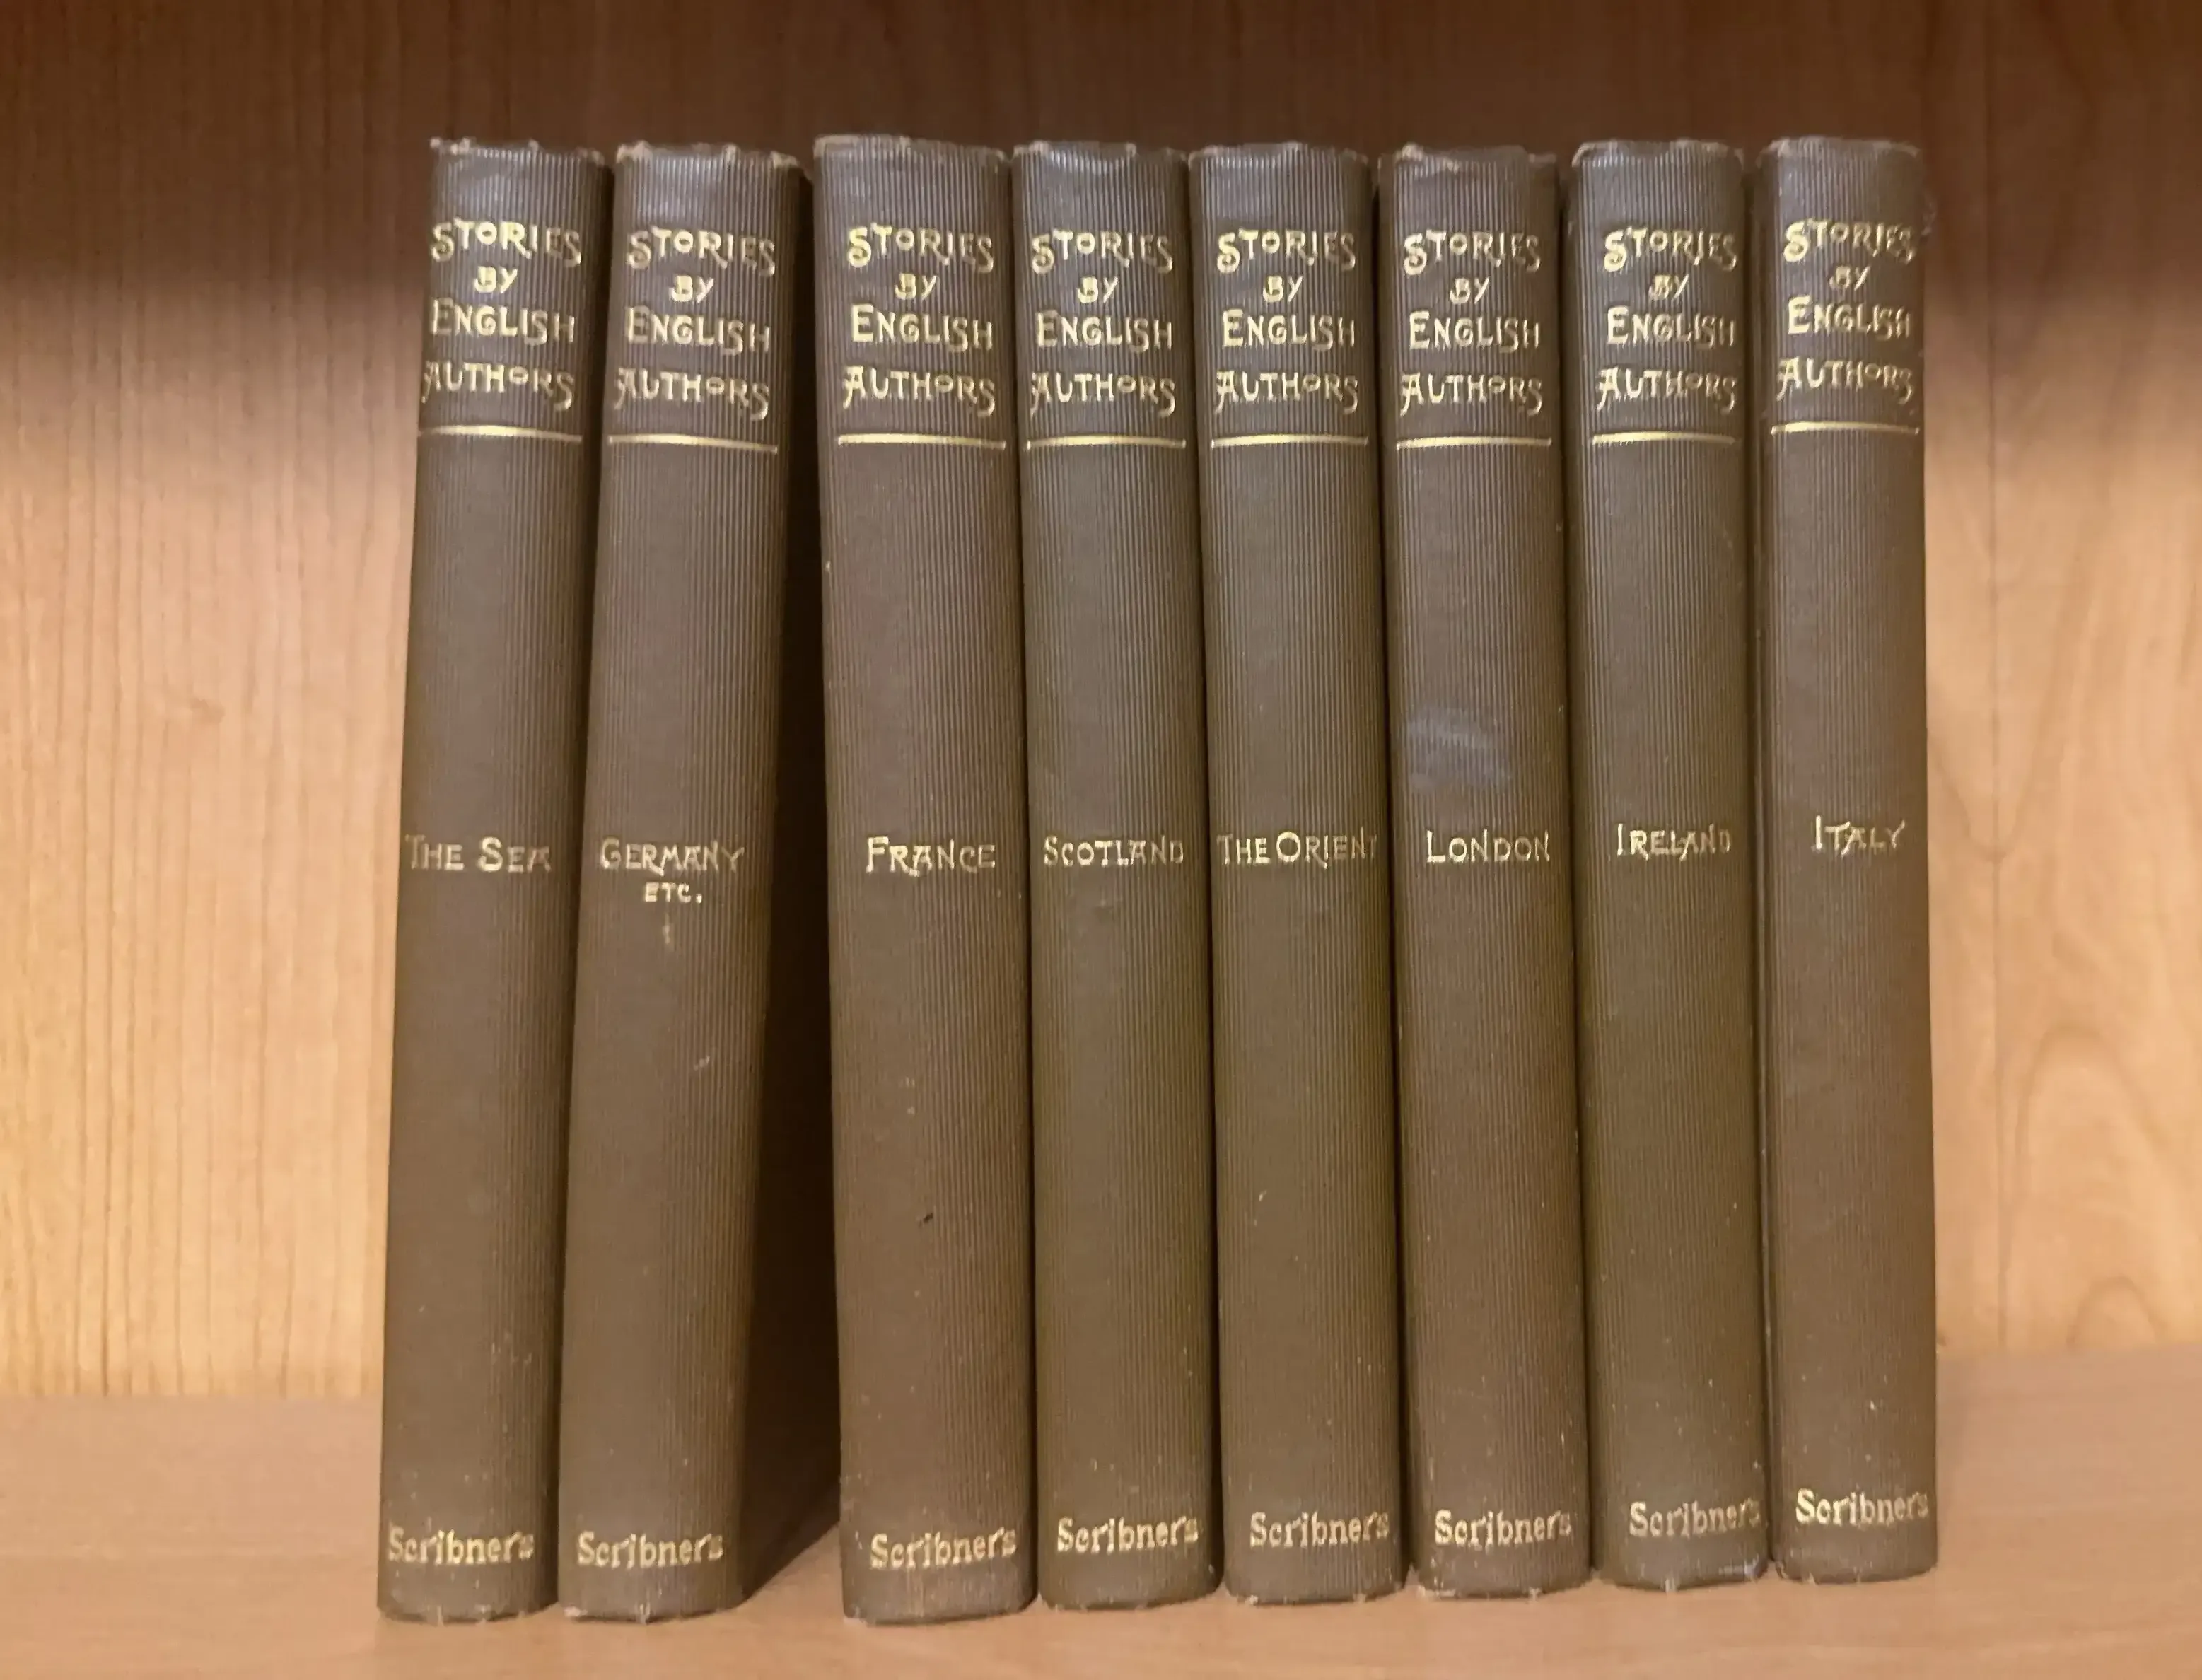 STORIES
BY
ENGLISH
AUTHORS
THE SEA
Scribner's
STORIES
BY
ENGLISH
AUTHORS
GERMANY
ETC.
Scribner's
STORIES
BY
ENGLISH
AUTHORS
FRANCE
Scribner's
STORIES
BY
ENGLISH
AUTHORS
SCOTLAND
Scribner's
STORIES
BY
ENGLISH
AUTHORS
THE ORIENT
Scribner's
STORIES
BY
ENGLISH
AUTHORS
LONDON
Scribner's
STORIES
BY
ENGLISH
AUTHORS
IRELAND
Scribner's
STORIES
BY
ENGLISH
AUTHORS
ITALY
Scribner's